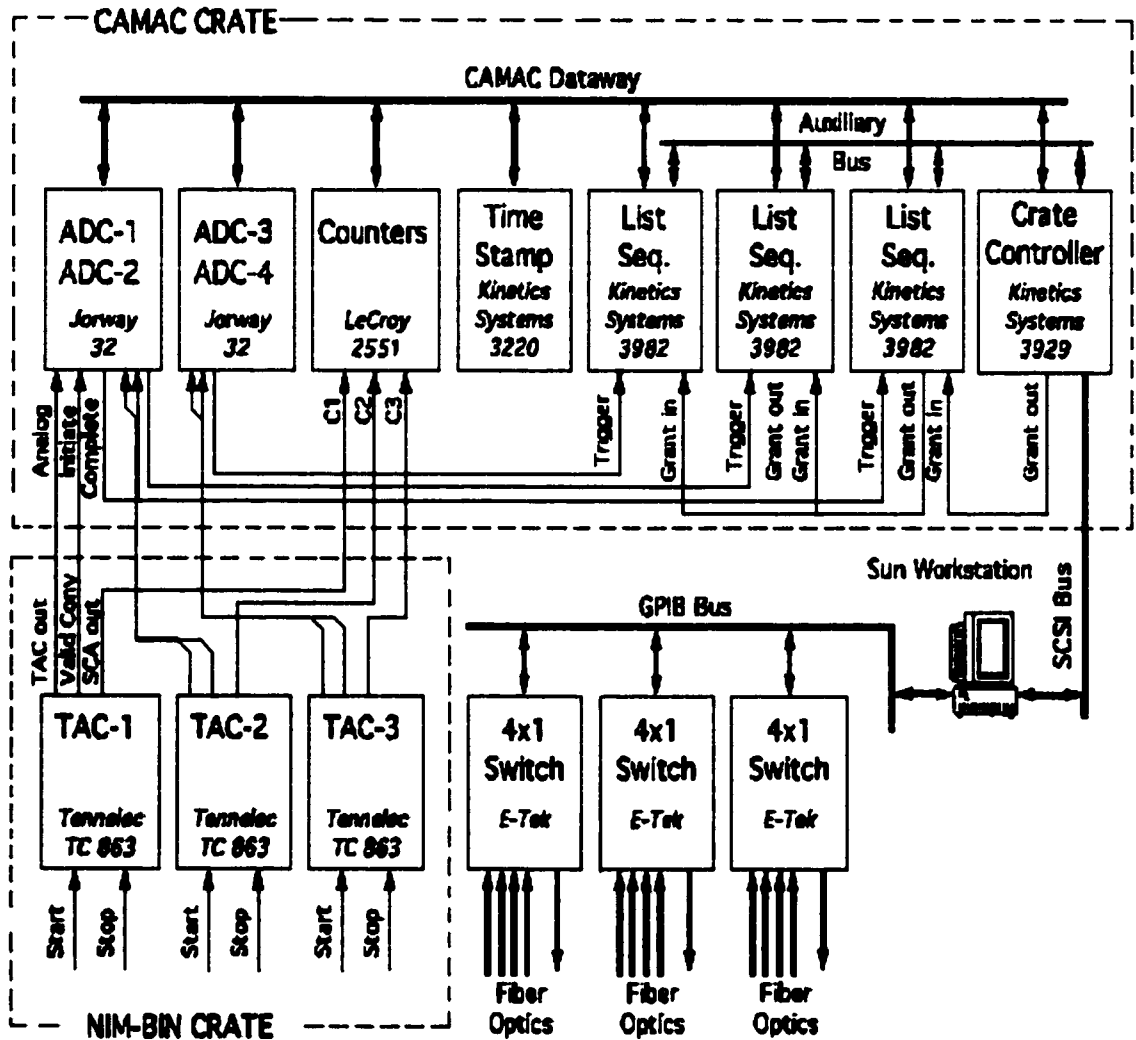 CAMAC CRATE
CAMAC Dataway
Auxiliary
Bus
ADC-1
ADC-2
Jorway
32
ADC-3
ADC-4
Jorway
32
Counters
LeCroy
2551
Time
Stamp
Kinetics
Systems
3220
List
Seq.
Kinetics
Systems
3982
List
Seq.
Kinetics
Systems
3982
List
Seq.
Kinetics
Systems
3982
Crate
Controller
Kinetics
Systems
3929
Analog
Initiate
Complete
C1
C2
C3
Trigger
Grant in
Trigger
Grant out
Grant in
Trigger
Grant out
Grant in
Grant out
TAC out
Valid Conv
SCA out
Sun Workstation
GPIB Bus
SCSI Bus
TAC-1
Tennelec
TC 863
TAC-2
Tennelec
TC 863
TAC-3
Tennelec
TC 863
4x1
Switch
E-Tek
4x1
Switch
E-Tek
4x1
Switch
E-Tek
Start
Stop
Start
Stop
Start
Stop
Fiber
Optics
Fiber
Optics
Fiber
Optics
NIM-BIN CRATE